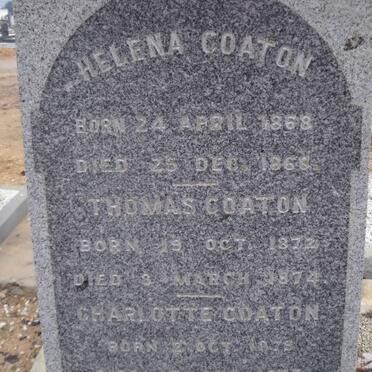 HELENA COATON
BORN 24 APRIL 1868
DIED 25 DEC. 1868.
THOMAS COATON
BORN 19 OCT. 1872
DIED 3 MARCH 1874
CHARLOTTE COATON
BORN 2 OCT 1879